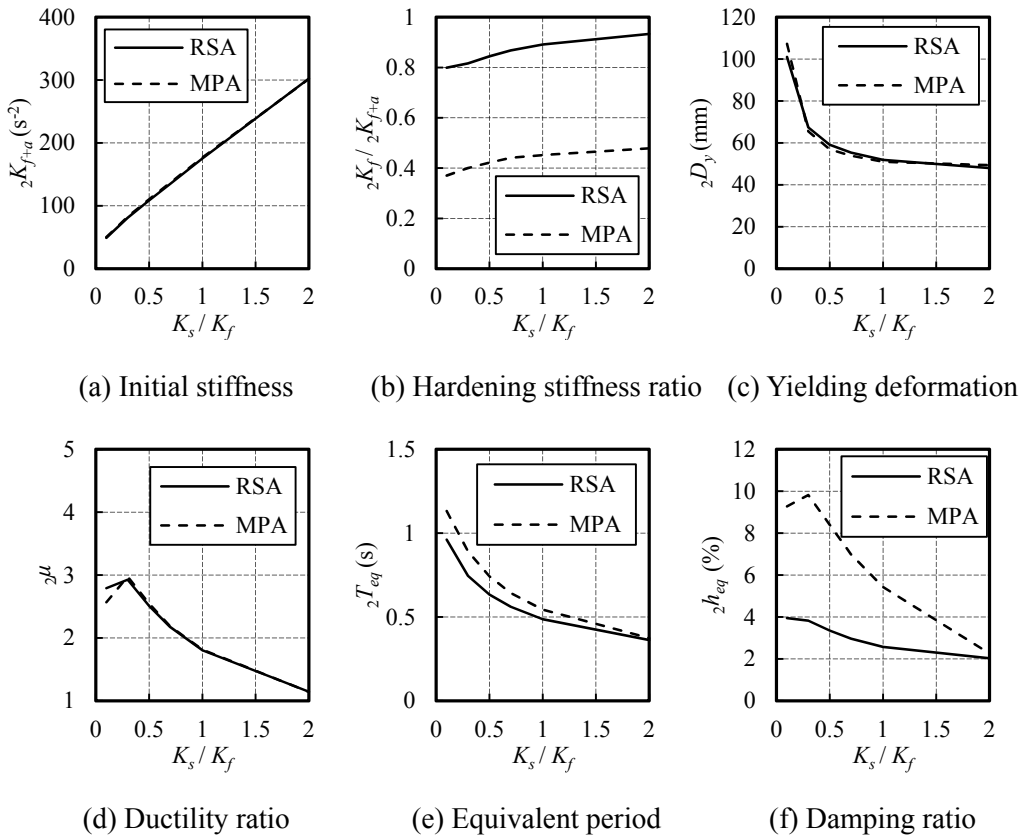 400
300
200
100
0
₂K_{f+a} (s⁻²)
RSA
MPA
0 0.5 1 1.5 2
K_s / K_f
(a) Initial stiffness
1
0.8
0.6
0.4
0.2
0
₂K_f / ₂K_{f+a}
RSA
MPA
0 0.5 1 1.5 2
K_s / K_f
(b) Hardening stiffness ratio
120
100
80
60
40
20
0
₂D_y (mm)
RSA
MPA
0 0.5 1 1.5 2
K_s / K_f
(c) Yielding deformation
5
4
3
2
1
₂μ
RSA
MPA
0 0.5 1 1.5 2
K_s / K_f
(d) Ductility ratio
1.5
1
0.5
0
₂T_{eq} (s)
RSA
MPA
0 0.5 1 1.5 2
K_s / K_f
(e) Equivalent period
12
10
8
6
4
2
0
₂h_{eq} (%)
RSA
MPA
0 0.5 1 1.5 2
K_s / K_f
(f) Damping ratio